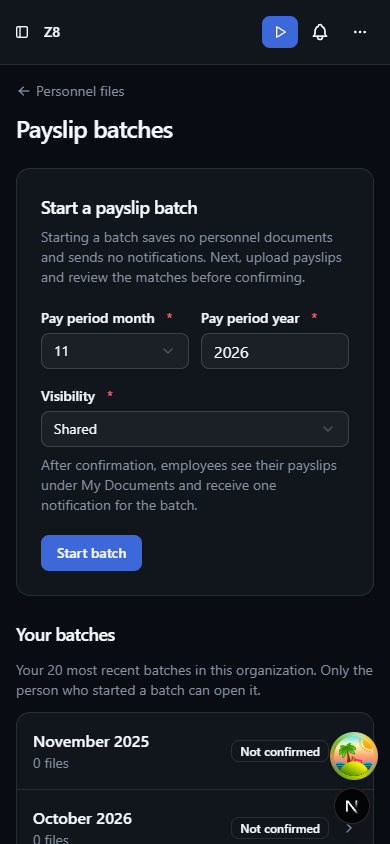 Z8
Personnel files
Payslip batches
Start a payslip batch
Starting a batch saves no personnel documents
and sends no notifications. Next, upload payslips
and review the matches before confirming.
Pay period month *
Pay period year *
11
2026
Visibility *
Shared
After confirmation, employees see their payslips
under My Documents and receive one
notification for the batch.
Start batch
Your batches
Your 20 most recent batches in this organization. Only the
person who started a batch can open it.
November 2025
Not confirmed
0 files
October 2026
Not confirmed
N
0 files